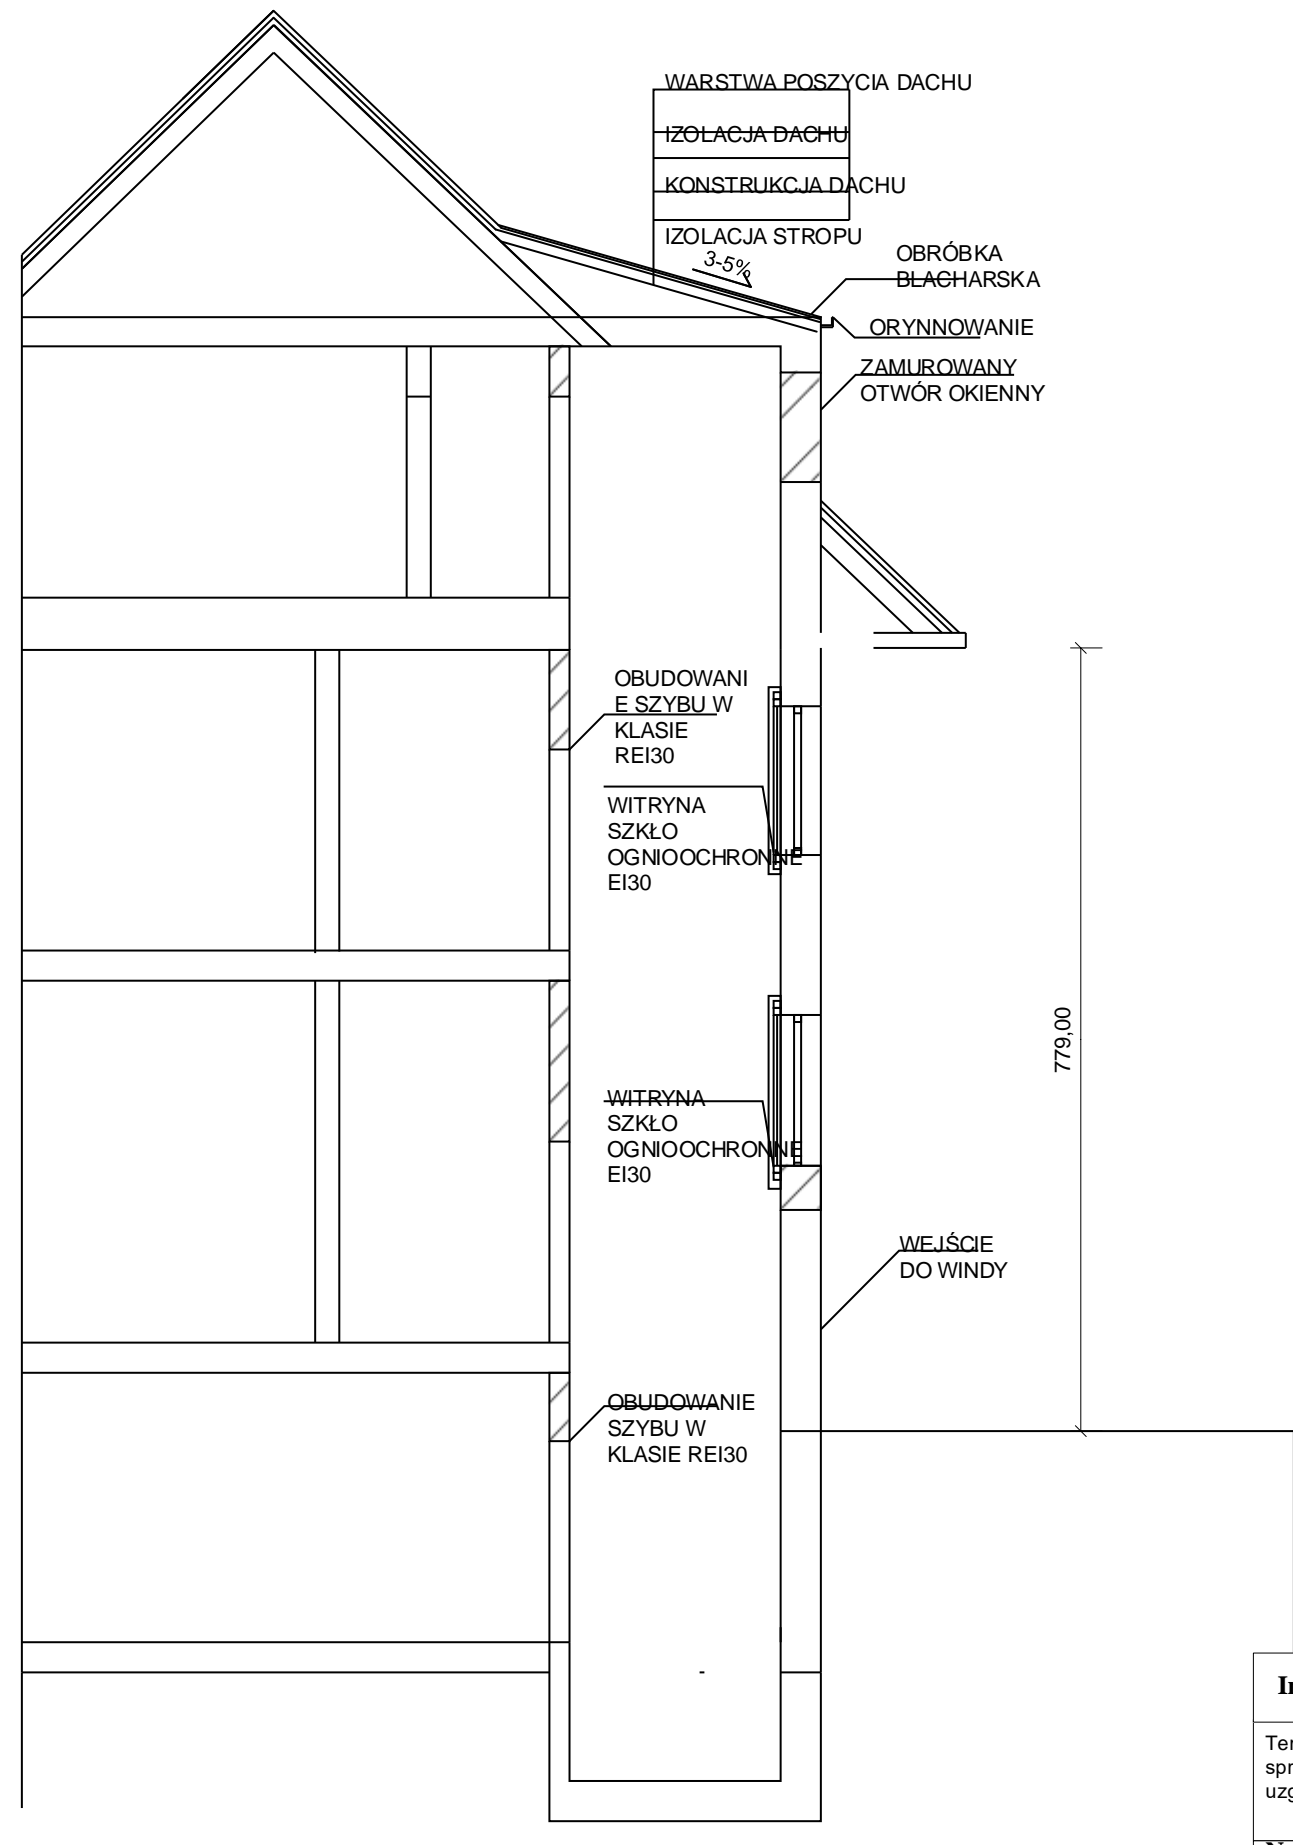 WARSTWA POSZYCIA DACHU
IZOLACJA DACHU
KONSTRUKCJA DACHU
IZOLACJA STROPU
3-5%
OBRÓBKA
BLACHARSKA
ORYNNOWANIE
ZAMUROWANY
OTWÓR OKIENNY
OBUDOWANI
E SZYBU W
KLASIE
REI30
WITRYNA
SZKŁO
OGNIOOCHRONNE
EI30
779,00
WITRYNA
SZKŁO
OGNIOOCHRONNE
EI30
WEJŚCIE
DO WINDY
OBUDOWANIE
SZYBU W
KLASIE REI30